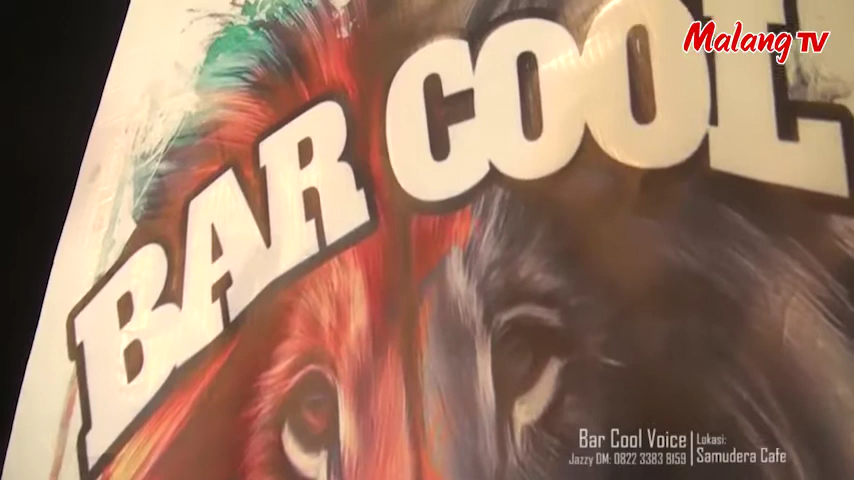 Malang TV
BAR COOL
Bar Cool Voice
Jazzy DM: 0822 3383 8159
Lokasi:
Samudera Cafe